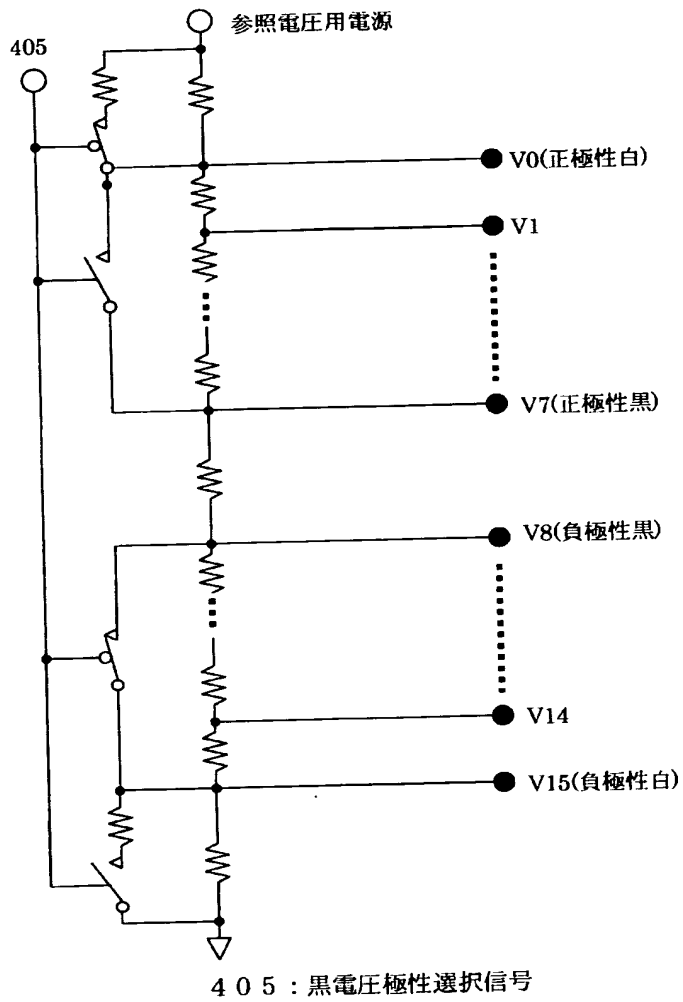 参照電圧用電源
405
V0(正極性白)
V1
V7(正極性黒)
V8(負極性黒)
V14
V15(負極性白)
405:黒電圧極性選択信号